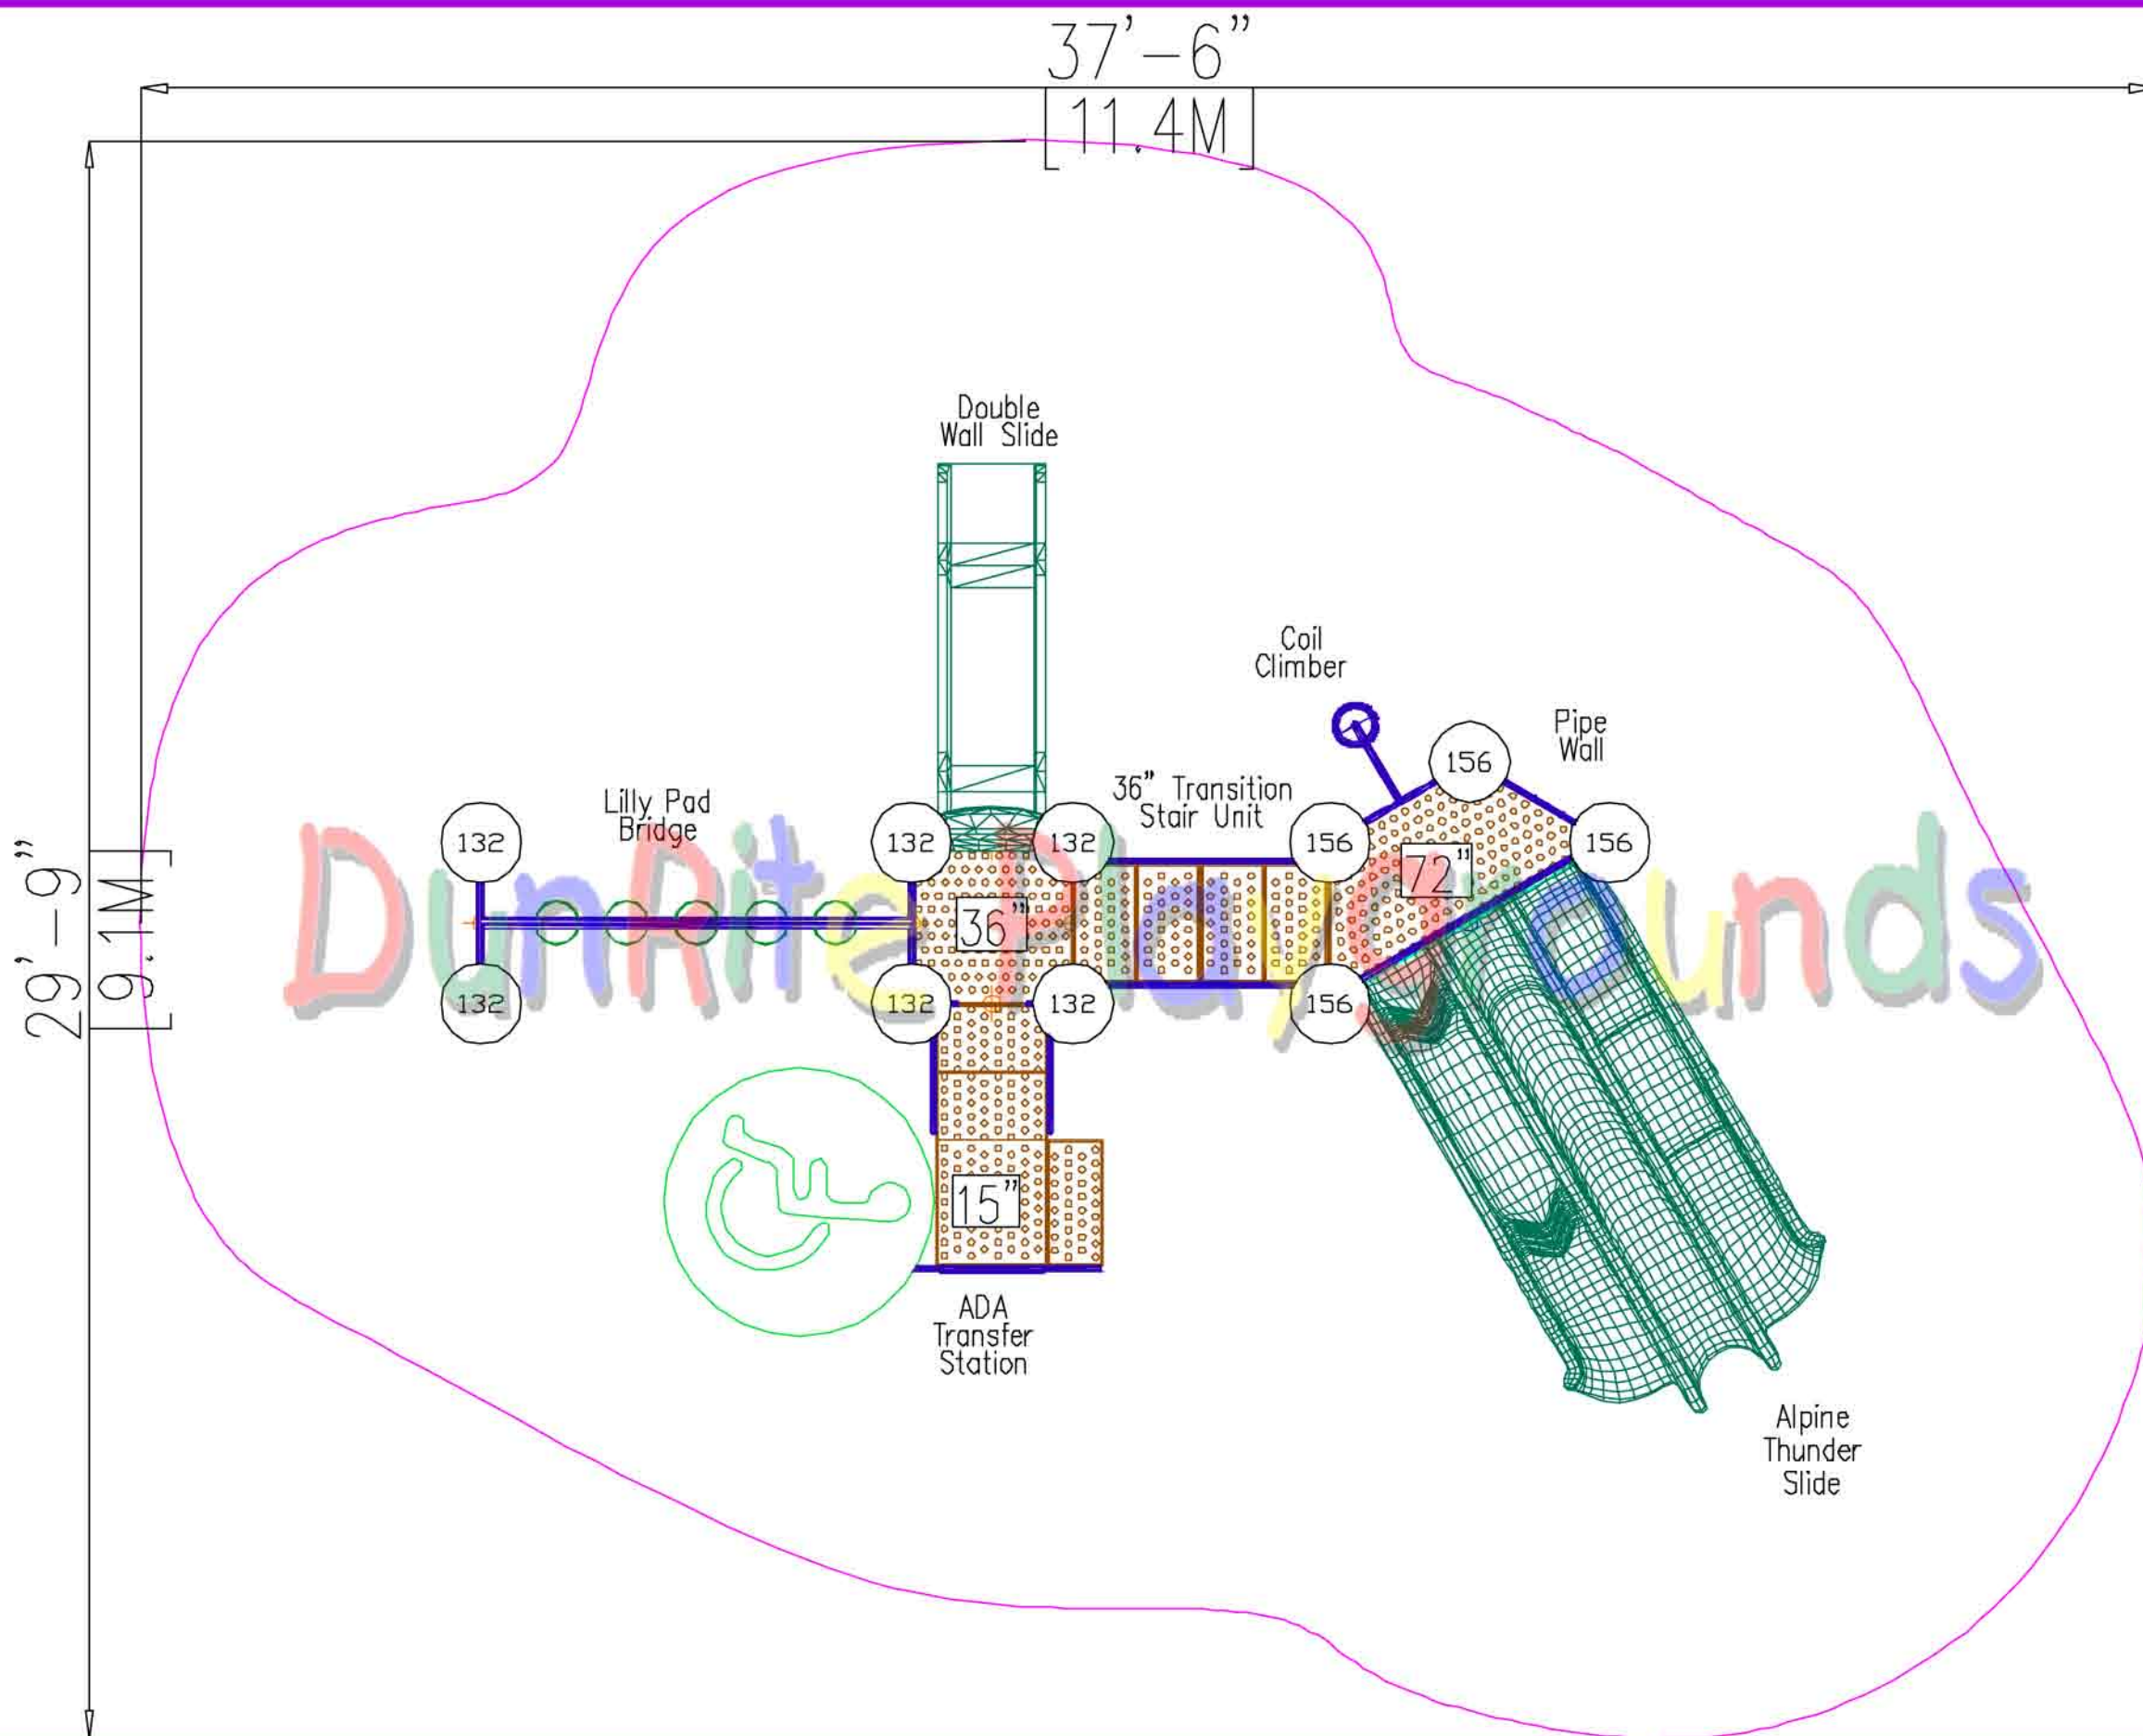 37'-6"
[11.4M]
29'-9"
[9.1M]
Double
Wall Slide
Coil
Climber
Pipe
Wall
156
36" Transition
Stair Unit
Lilly Pad
Bridge
132
132
132
156
156
72"
36"
DunRite Playgrounds
132
132
132
156
15"
ADA
Transfer
Station
Alpine
Thunder
Slide